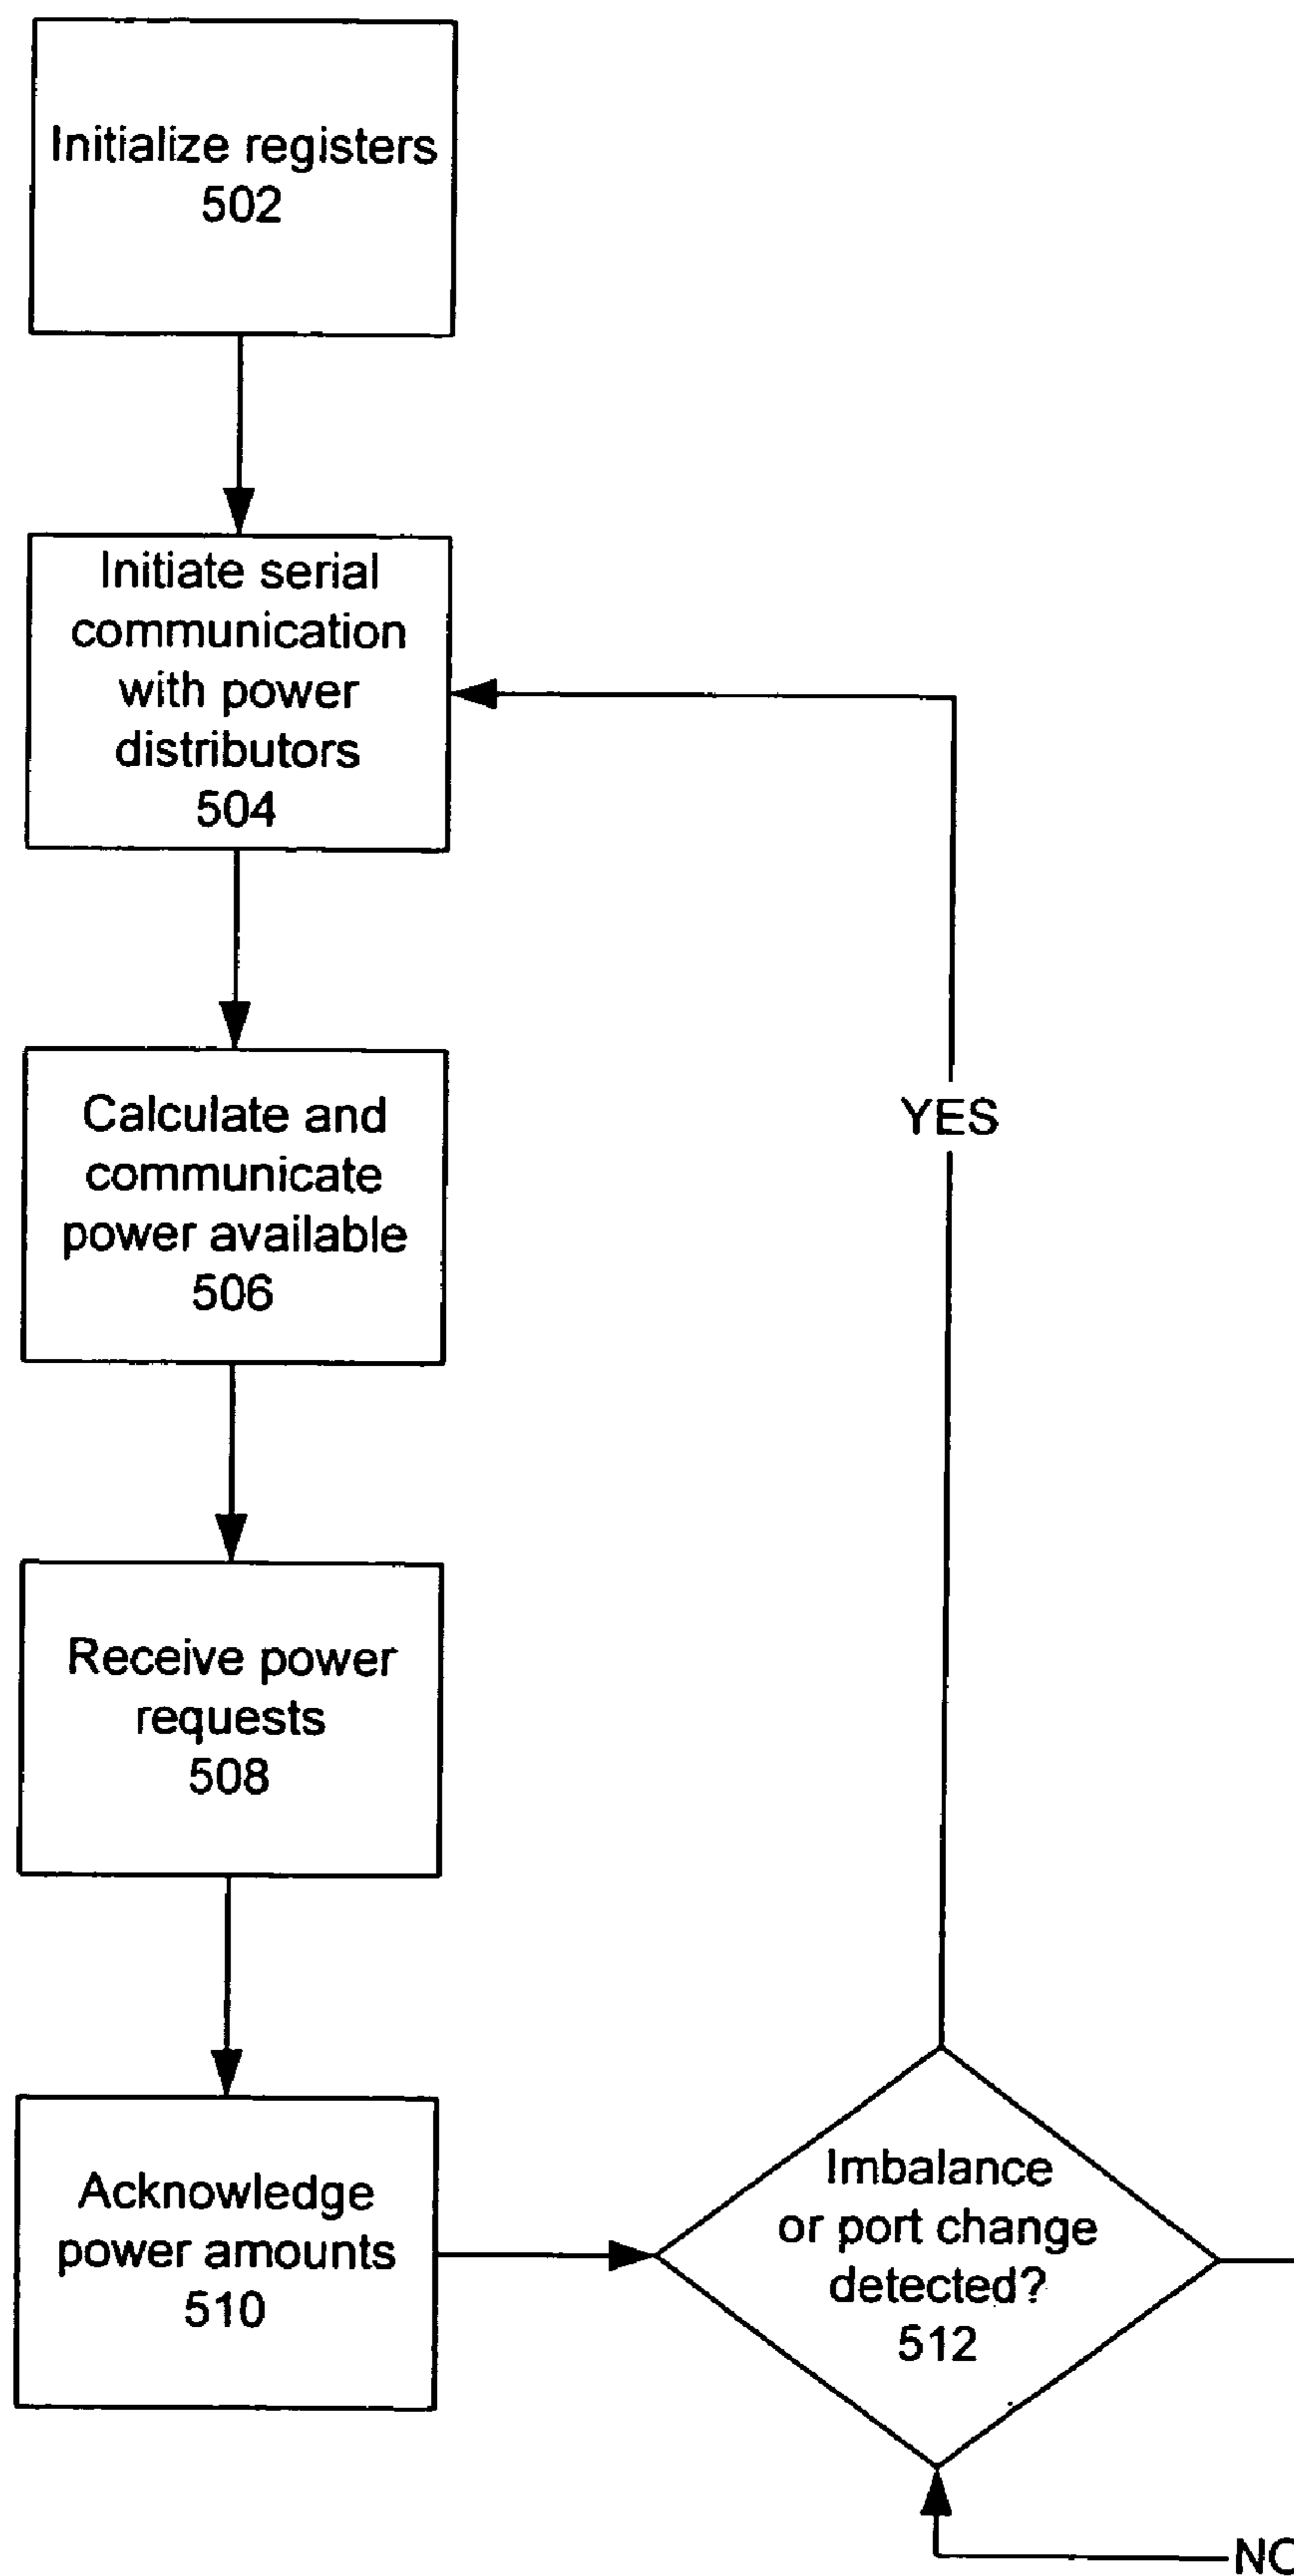 Initialize registers
502
Initiate serial
communication
with power
distributors
504
Calculate and
communicate
power available
506
YES
Receive power
requests
508
Acknowledge
power amounts
510
Imbalance
or port change
detected?
512
NO